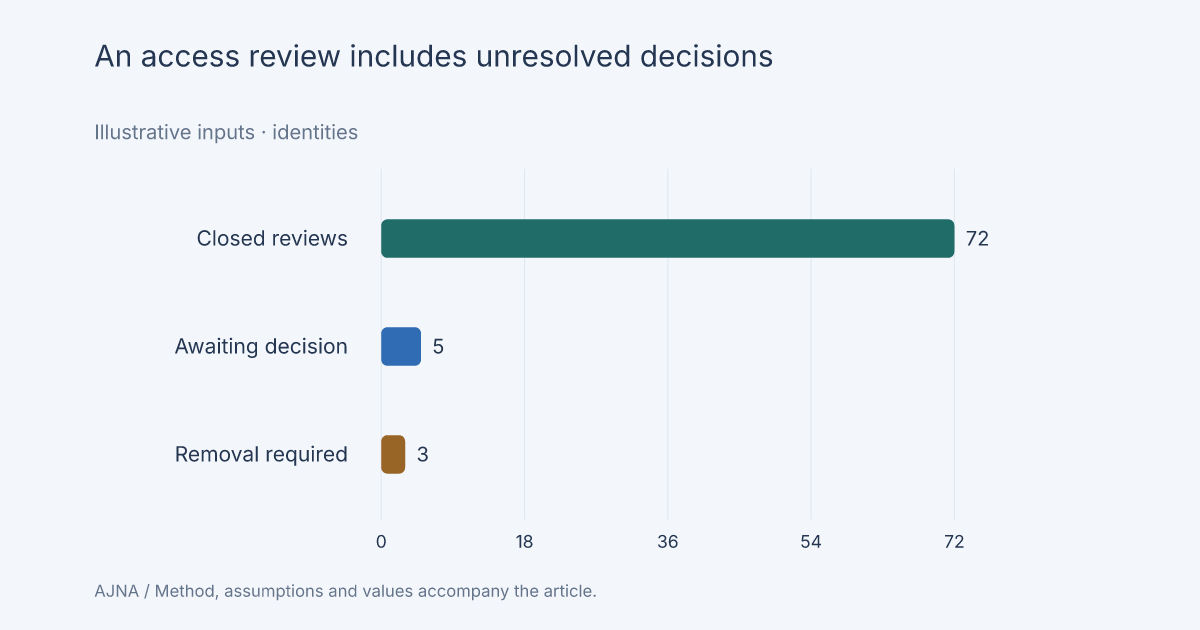 An access review includes unresolved decisions
Illustrative inputs · identities
Closed reviews 72
Awaiting decision 5
Removal required 3
0 18 36 54 72
AJNA / Method, assumptions and values accompany the article.